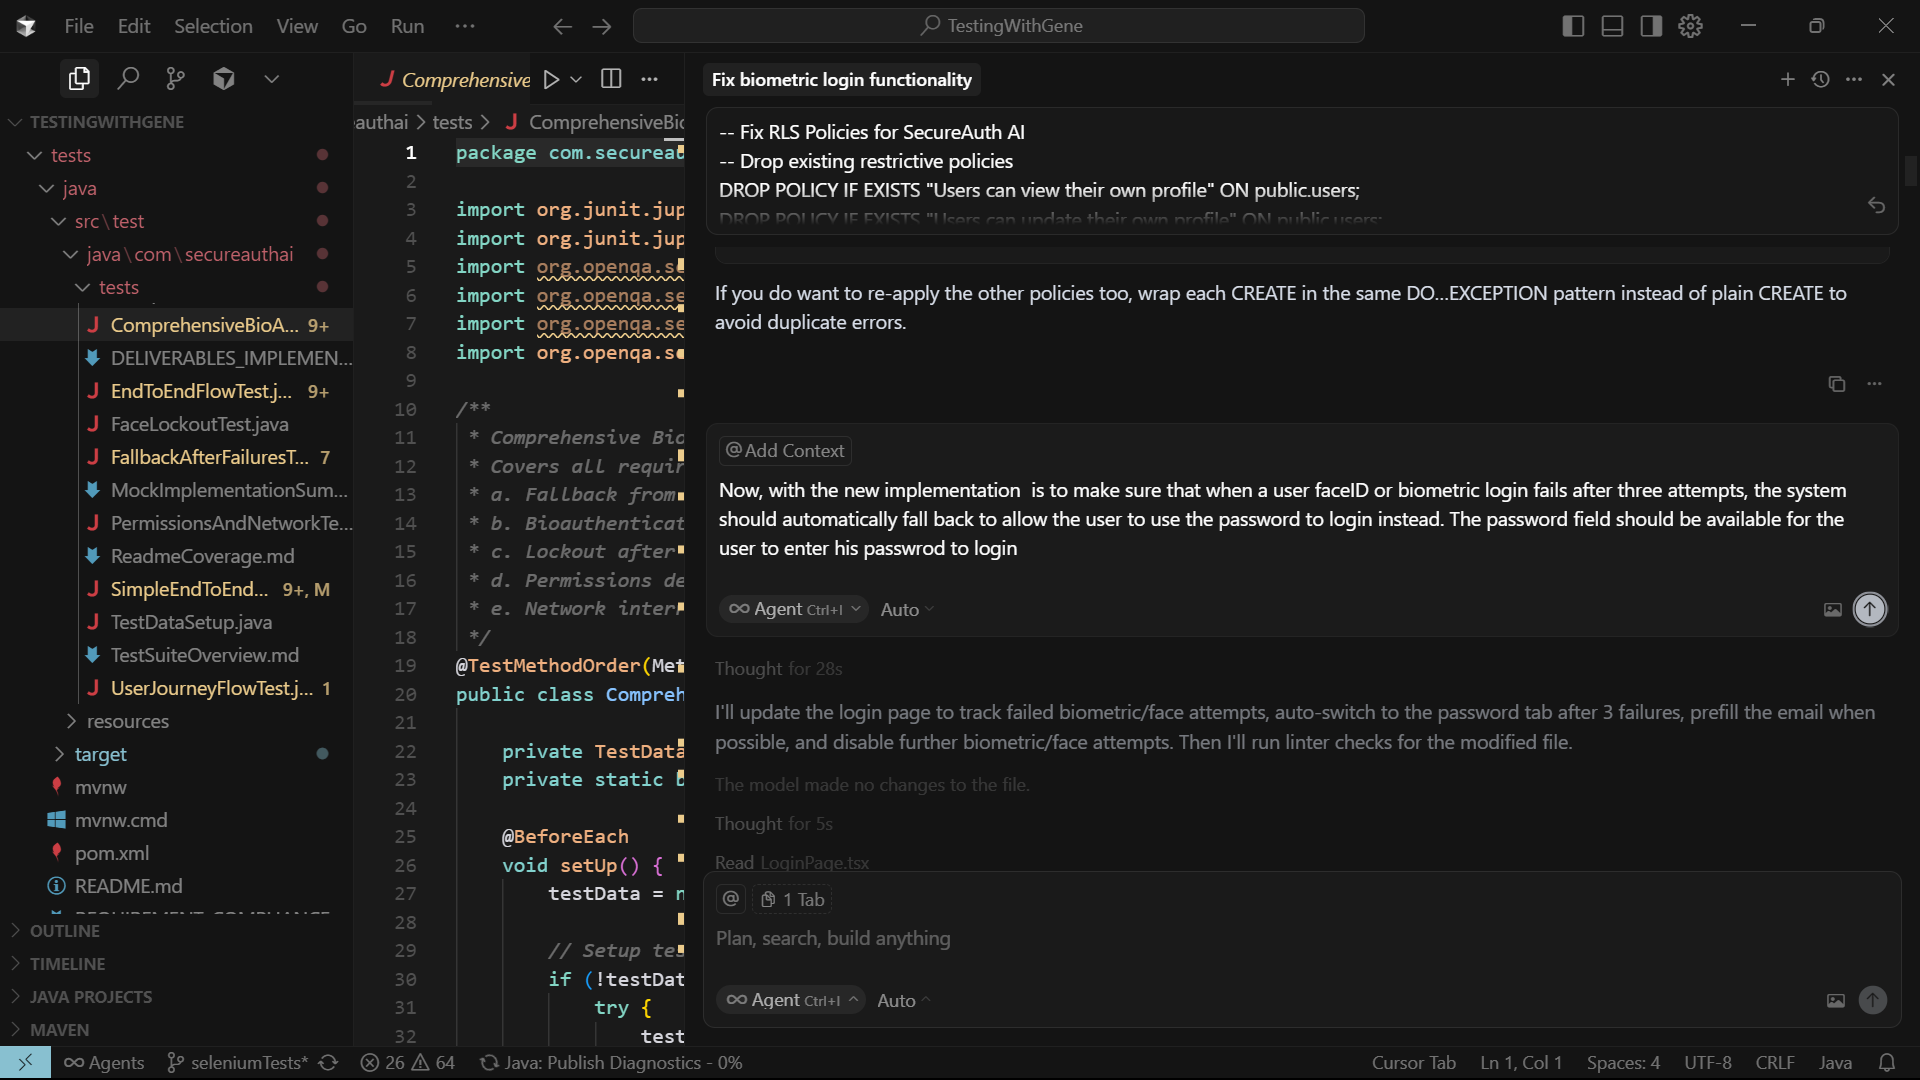 File Edit Selection View Go Run ···
TestingWithGene
TESTINGWITHGENE
tests
java
src\test
java\com\secureauthai
tests
ComprehensiveBioA... 9+
DELIVERABLES_IMPLEMEN...
EndToEndFlowTest.j... 9+
FaceLockoutTest.java
FallbackAfterFailuresT... 7
MockImplementationSum...
PermissionsAndNetworkTe...
ReadmeCoverage.md
SimpleEndToEnd... 9+, M
TestDataSetup.java
TestSuiteOverview.md
UserJourneyFlowTest.j... 1
resources
target
mvnw
mvnw.cmd
pom.xml
README.md
OUTLINE
TIMELINE
JAVA PROJECTS
MAVEN
Comprehensive
authai > tests > ComprehensiveBio
1 package com.secureau
2
3 import org.junit.jup
4 import org.junit.jup
5 import org.openqa.se
6 import org.openqa.se
7 import org.openqa.se
8 import org.openqa.se
9
10 /**
11 * Comprehensive Bio
12 * Covers all requir
13 * a. Fallback from
14 * b. Bioauthenticat
15 * c. Lockout after
16 * d. Permissions de
17 * e. Network interr
18 */
19 @TestMethodOrder(Met
20 public class Compreh
21
22 private TestData
23 private static b
24
25 @BeforeEach
26 void setUp() {
27 testData = n
28
29 // Setup tes
30 if (!testDat
31 try {
32 test
Fix biometric login functionality
-- Fix RLS Policies for SecureAuth AI
-- Drop existing restrictive policies
DROP POLICY IF EXISTS "Users can view their own profile" ON public.users;
DROP POLICY IF EXISTS "Users can update their own profile" ON public.users;
If you do want to re-apply the other policies too, wrap each CREATE in the same DO...EXCEPTION pattern instead of plain CREATE to
avoid duplicate errors.
@ Add Context
Now, with the new implementation  is to make sure that when a user faceID or biometric login fails after three attempts, the system
should automatically fall back to allow the user to use the password to login instead. The password field should be available for the
user to enter his passwrod to login
Agent Ctrl+I Auto
Thought for 28s
I'll update the login page to track failed biometric/face attempts, auto-switch to the password tab after 3 failures, prefill the email when
possible, and disable further biometric/face attempts. Then I'll run linter checks for the modified file.
The model made no changes to the file.
Thought for 5s
Read LoginPage.tsx
@ 1 Tab
Plan, search, build anything
Agent Ctrl+I Auto
Agents seleniumTests* 26 64 Java: Publish Diagnostics - 0%
Cursor Tab Ln 1, Col 1 Spaces: 4 UTF-8 CRLF Java